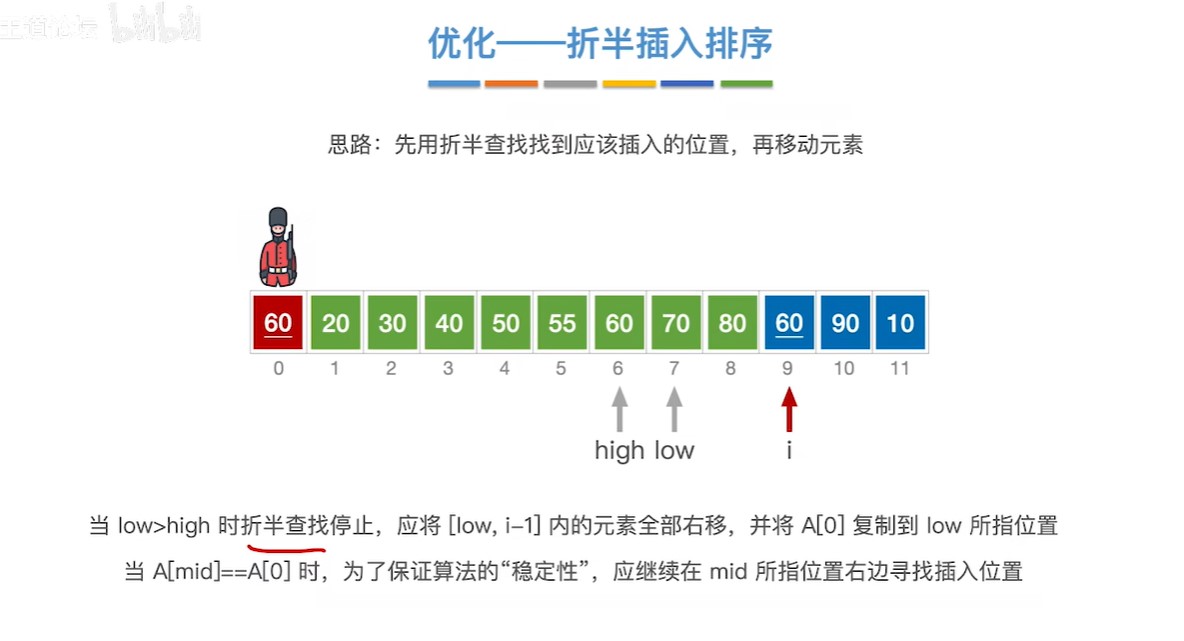 王道论坛 bilibili
优化——折半插入排序
思路：先用折半查找找到应该插入的位置，再移动元素
60 20 30 40 50 55 60 70 80 60 90 10
0 1 2 3 4 5 6 7 8 9 10 11
high low i
当 low>high 时折半查找停止，应将 [low, i-1] 内的元素全部右移，并将 A[0] 复制到 low 所指位置
当 A[mid]==A[0] 时，为了保证算法的“稳定性”，应继续在 mid 所指位置右边寻找插入位置